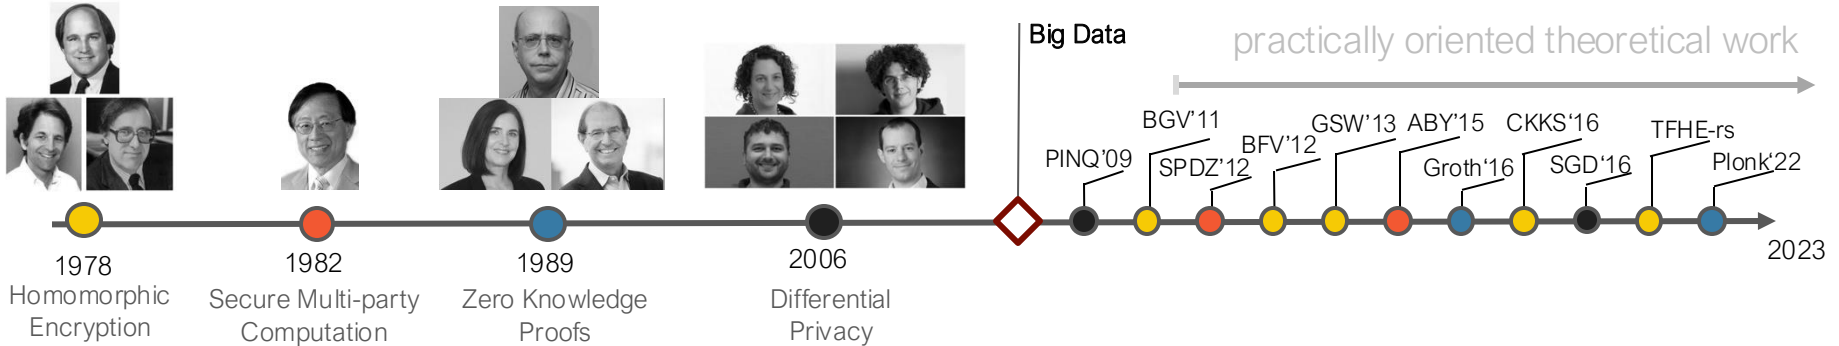 Big Data
practically oriented theoretical work
BGV'11
GSW'13
ABY'15
CKKS‘16
TFHE-rs
PINQ'09
SPDZ'12
BFV'12
Groth‘16
SGD‘16
Plonk‘22
1978
1982
1989
2006
2023
Homomorphic
Encryption
Secure Multi-party
Computation
Zero Knowledge
Proofs
Differential
Privacy